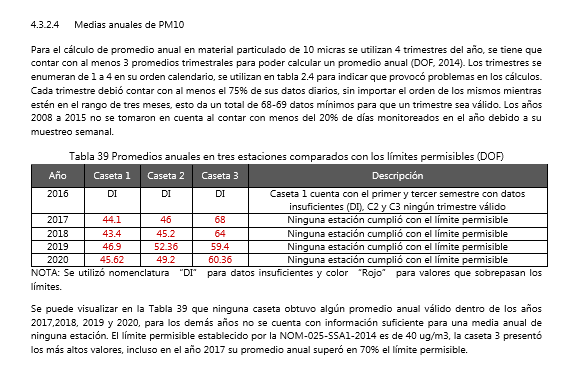 4.3.2.4 Medias anuales de PM10
Para el cálculo de promedio anual en material particulado de 10 micras se utilizan 4 trimestres del año, se tiene que
contar con al menos 3 promedios trimestrales para poder calcular un promedio anual (DOF, 2014). Los trimestres se
enumeran de 1 a 4 en su orden calendario, se utilizan en tabla 2.4 para indicar que provocó problemas en los cálculos.
Cada trimestre debió contar con al menos el 75% de sus datos diarios, sin importar el orden de los mismos mientras
estén en el rango de tres meses, esto da un total de 68-69 datos mínimos para que un trimestre sea válido. Los años
2008 a 2015 no se tomaron en cuenta al contar con menos del 20% de días monitoreados en el año debido a su
muestreo semanal.
Tabla 39 Promedios anuales en tres estaciones comparados con los límites permisibles (DOF)
Año Caseta 1 Caseta 2 Caseta 3 Descripción
2016 DI DI DI Caseta 1 cuenta con el primer y tercer semestre con datos
insuficientes (DI), C2 y C3 ningún trimestre válido
2017 44.1 46 68 Ninguna estación cumplió con el límite permisible
2018 43.4 45.2 64 Ninguna estación cumplió con el límite permisible
2019 46.9 52.36 59.4 Ninguna estación cumplió con el límite permisible
2020 45.62 49.2 60.36 Ninguna estación cumplió con el límite permisible
NOTA: Se utilizó nomenclatura “DI” para datos insuficientes y color “Rojo” para valores que sobrepasan los
límites.
Se puede visualizar en la Tabla 39 que ninguna caseta obtuvo algún promedio anual válido dentro de los años
2017,2018, 2019 y 2020, para los demás años no se cuenta con información suficiente para una media anual de
ninguna estación. El límite permisible establecido por la NOM-025-SSA1-2014 es de 40 ug/m3, la caseta 3 presentó
los más altos valores, incluso en el año 2017 su promedio anual superó en 70% el límite permisible.